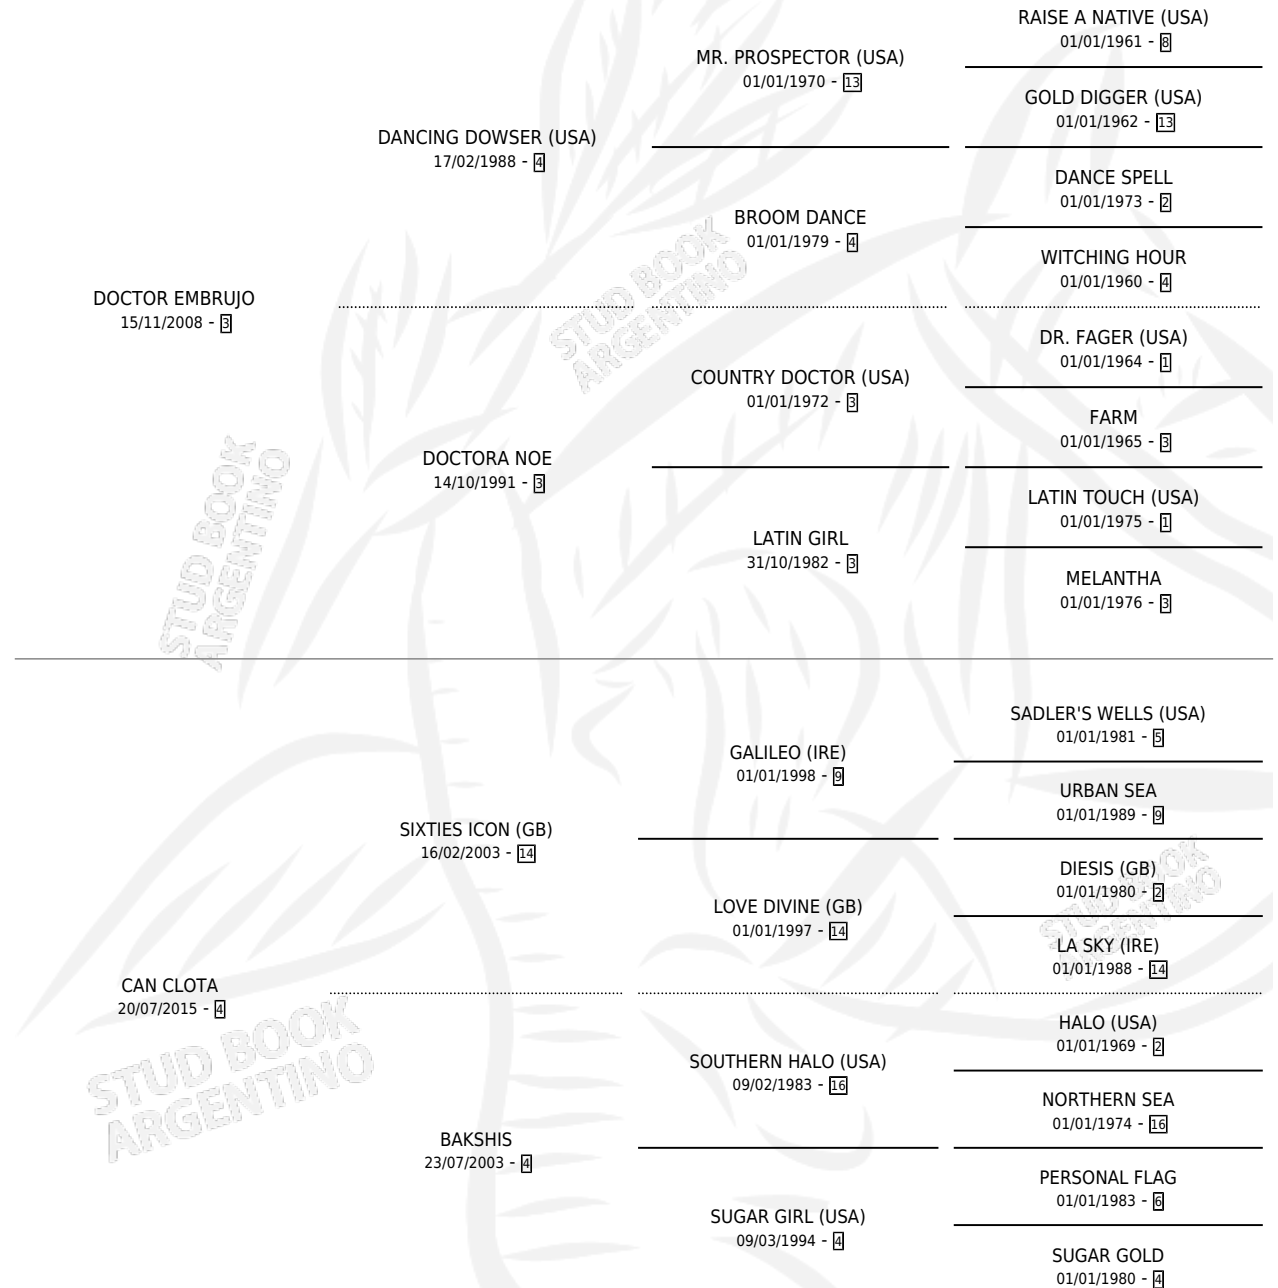 RAISE A NATIVE (USA)
01/01/1961 - 8
MR. PROSPECTOR (USA)
01/01/1970 - 13
GOLD DIGGER (USA)
01/01/1962 - 13
DANCING DOWSER (USA)
17/02/1988 - 4
DANCE SPELL
01/01/1973 - 2
BROOM DANCE
01/01/1979 - 4
WITCHING HOUR
01/01/1960 - 4
DOCTOR EMBRUJO
15/11/2008 - 3
DR. FAGER (USA)
01/01/1964 - 1
COUNTRY DOCTOR (USA)
01/01/1972 - 3
FARM
01/01/1965 - 3
DOCTORA NOE
14/10/1991 - 3
LATIN TOUCH (USA)
01/01/1975 - 1
LATIN GIRL
31/10/1982 - 3
MELANTHA
01/01/1976 - 3
SADLER'S WELLS (USA)
01/01/1981 - 5
GALILEO (IRE)
01/01/1998 - 9
URBAN SEA
01/01/1989 - 9
SIXTIES ICON (GB)
16/02/2003 - 14
DIESIS (GB)
01/01/1980 - 2
LOVE DIVINE (GB)
01/01/1997 - 14
LA SKY (IRE)
01/01/1988 - 14
CAN CLOTA
20/07/2015 - 4
HALO (USA)
01/01/1969 - 2
SOUTHERN HALO (USA)
09/02/1983 - 16
NORTHERN SEA
01/01/1974 - 16
BAKSHIS
23/07/2003 - 4
PERSONAL FLAG
01/01/1983 - 6
SUGAR GIRL (USA)
09/03/1994 - 4
SUGAR GOLD
01/01/1980 - 4
STUD BOOK
ARGENTINO
STUD BOOK
ARGENTINO
STUD BOOK
ARGENTINO
STUD BOOK
ARGENTINO